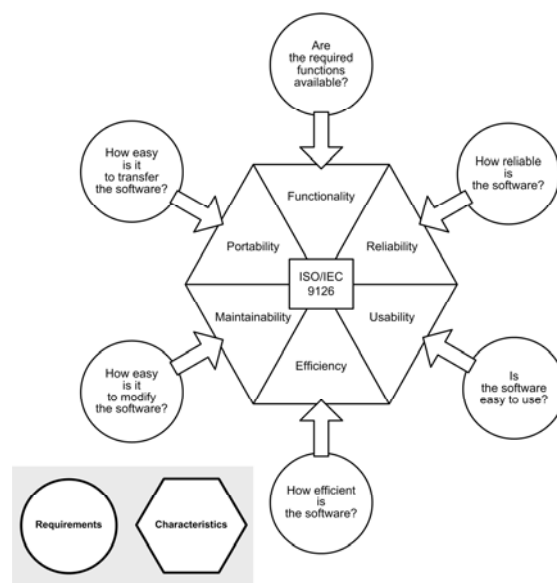 Are
the required
functions
available?
How easy
is it
to transfer
the software?
How reliable
is
the software?
Functionality
Portability
Reliability
ISO/IEC
9126
Maintainability
Usability
Efficiency
How easy
is it
to modify
the software?
Is
the software
easy to use?
How efficient
is
the software?
Requirements
Characteristics